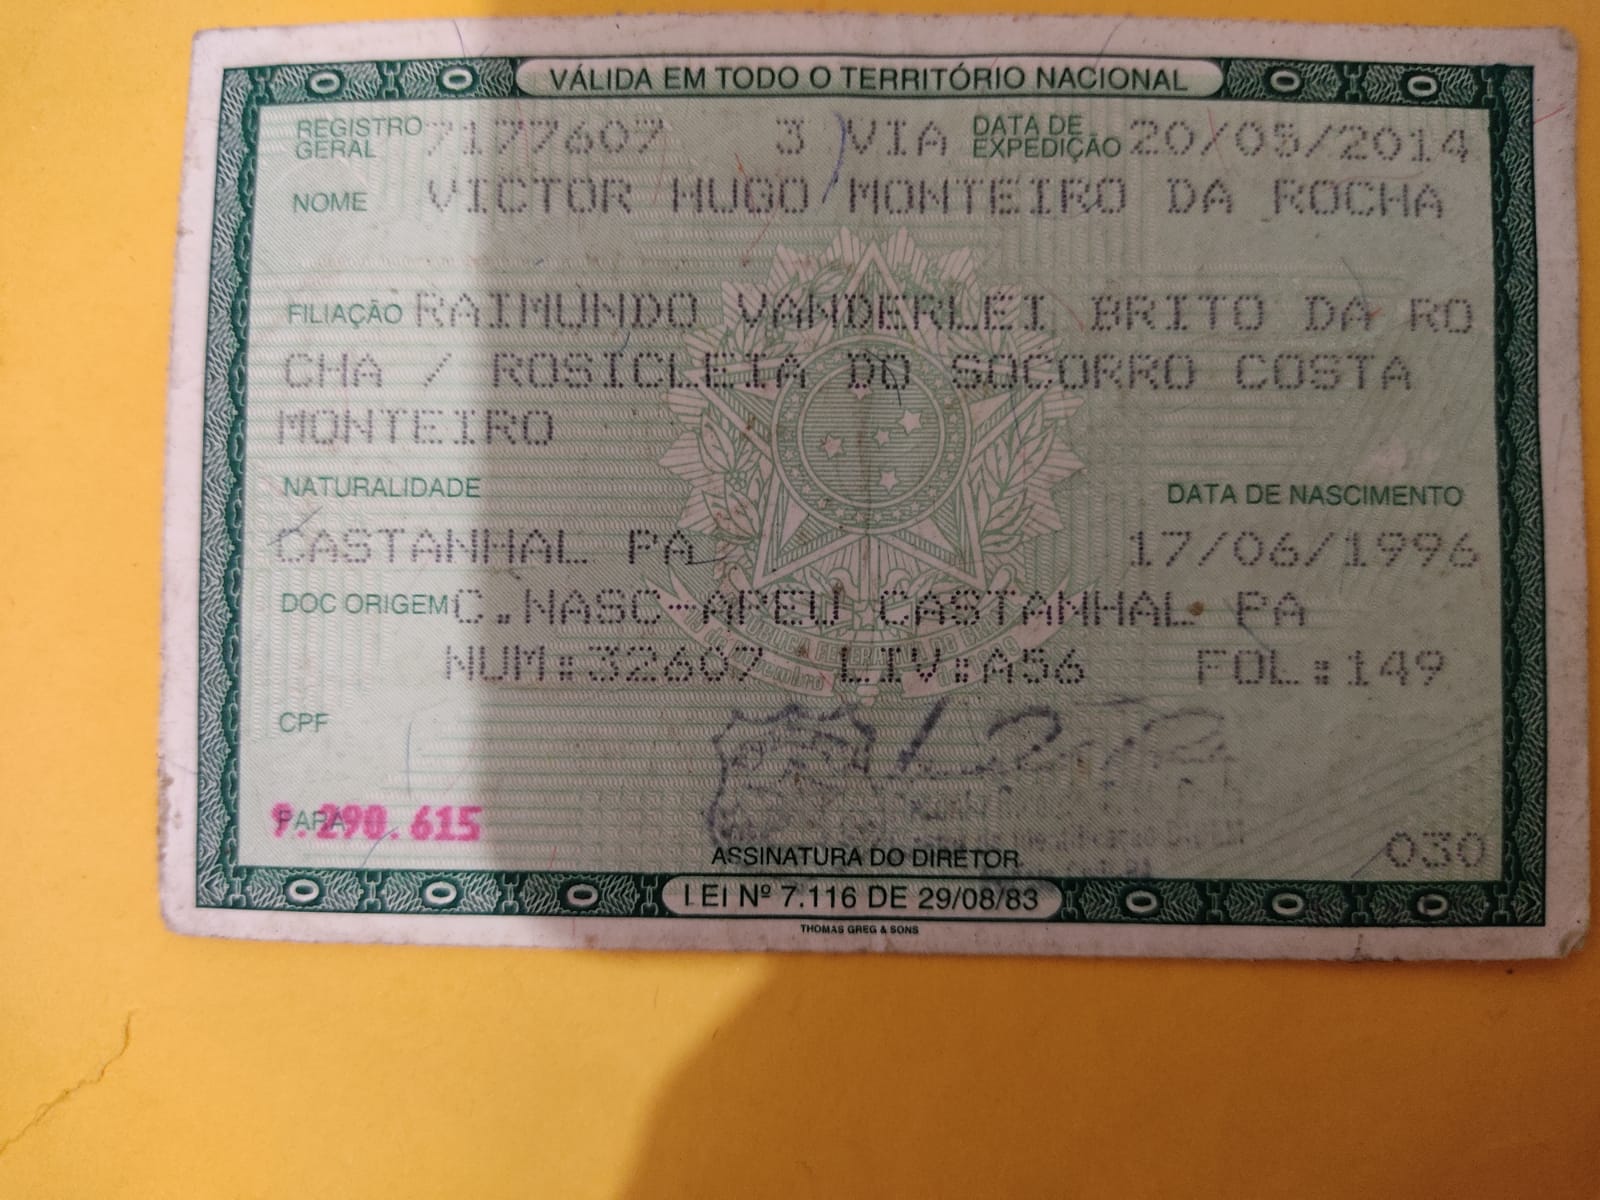 VÁLIDA EM TODO O TERRITÓRIO NACIONAL
REGISTRO GERAL 7177607 3 VIA DATA DE EXPEDIÇÃO 20/05/2014
NOME VICTOR HUGO MONTEIRO DA ROCHA
FILIAÇÃO RAIMUNDO VANDERLEI BRITO DA RO
CHA / ROSICLEIA DO SOCORRO COSTA
MONTEIRO
NATURALIDADE DATA DE NASCIMENTO
CASTANHAL PA 17/06/1996
DOC ORIGEM C.NASC-APEU CASTANHAL PA
NUM:32607 LIV:A56 FOL:149
CPF
PARÁ 9.290.615
030
ASSINATURA DO DIRETOR
LEI Nº 7.116 DE 29/08/83
THOMAS GREG & SONS